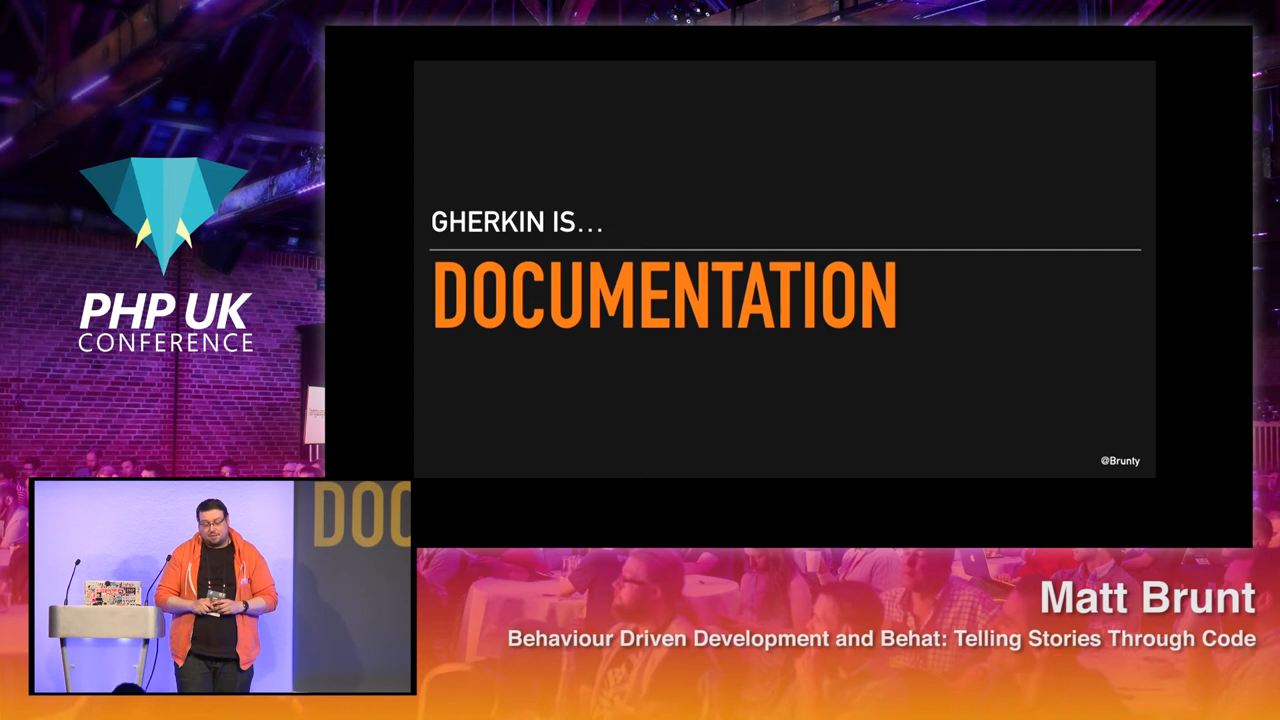 GHERKIN IS...
DOCUMENTATION
@Brunty
PHP UK
CONFERENCE
DOC
Matt Brunt
Behaviour Driven Development and Behat: Telling Stories Through Code